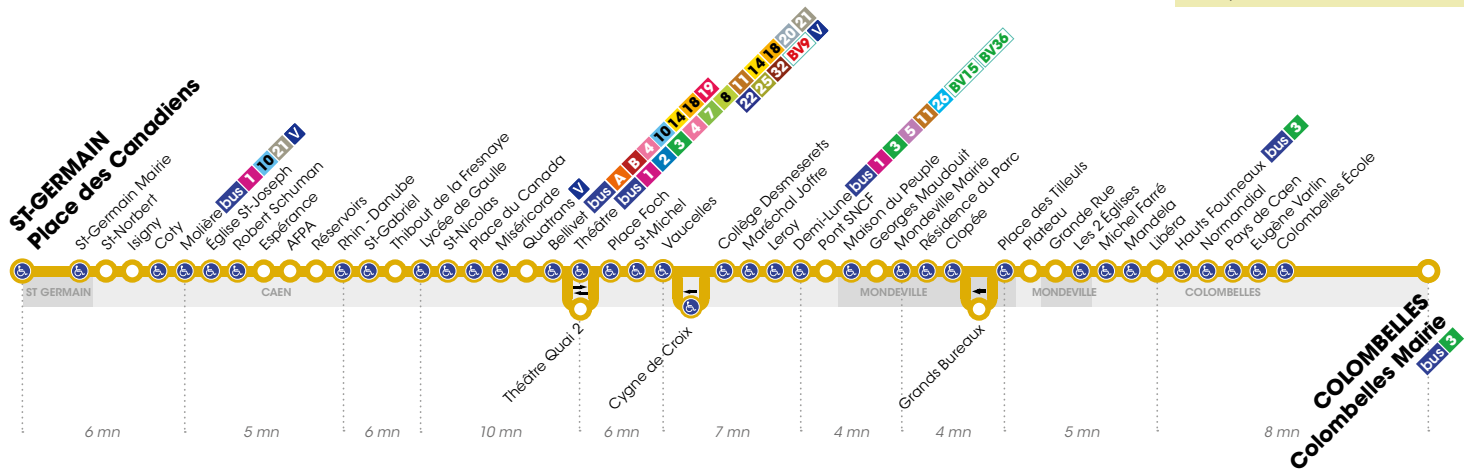 ST-GERMAIN
Place des Canadiens
St-Germain Mairie
St-Norbert
Isigny
Coty
Molière bus 1 10 21 V
Église St-Joseph
Robert Schuman
Espérance
AFPA
Réservoirs
Rhin-Danube
St-Gabriel
Thibout de la Fresnaye
Lycée de Gaulle
St-Nicolas
Place du Canada
Miséricorde
Quatrans V
Bellivet bus A B 4 10 14 18 19
Théâtre bus 1 2 3 4 7 8 11 14 18 20 21
22 25 32 BV9 V
Place Foch
St-Michel
Vaucelles
Collège Desmeserets
Maréchal Joffre
Leroy
Demi-Lune bus 1 3 5 11 26 BV15 BV36
Pont SNCF
Maison du Peuple
Georges Maudouit
Mondeville Mairie
Résidence du Parc
Clopée
Place des Tilleuls
Plateau
Grande Rue
Les 2 Églises
Michel Farré
Mandela
Libéra
Hauts Fourneaux bus 3
Normandial
Pays de Caen
Eugène Varlin
Colombelles École
ST GERMAIN
CAEN
MONDEVILLE
MONDEVILLE
COLOMBELLES
Théâtre Quai 2
Cygne de Croix
Grands Bureaux
COLOMBELLES
Colombelles Mairie
bus 3
6 mn
5 mn
6 mn
10 mn
6 mn
7 mn
4 mn
4 mn
5 mn
8 mn